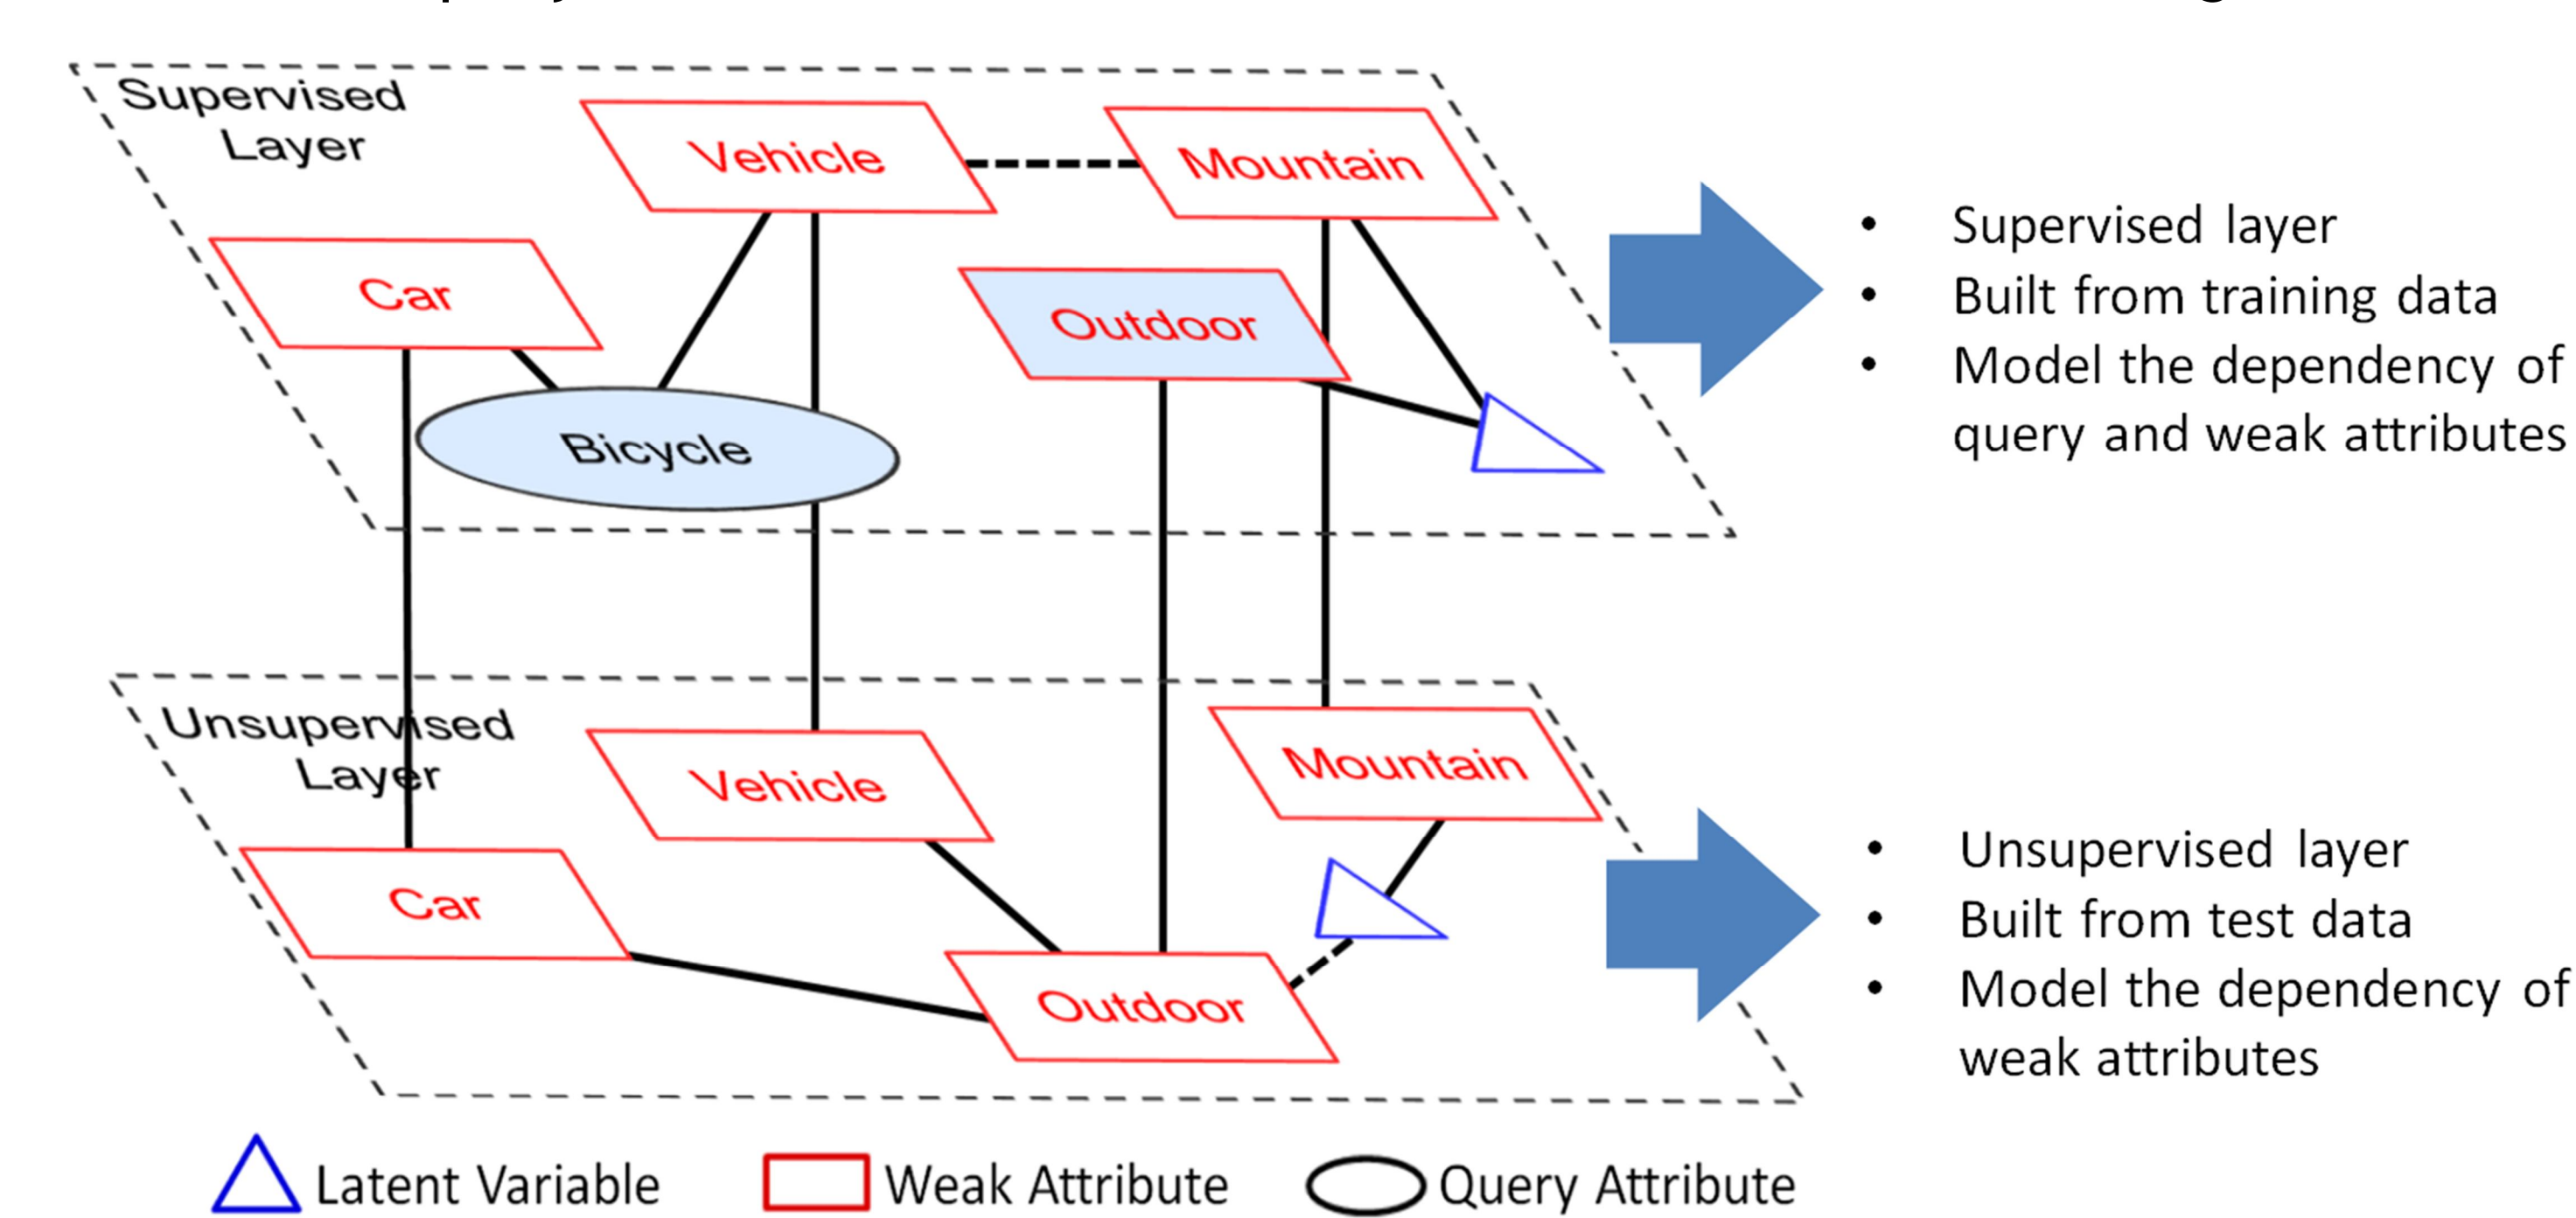 Supervised
Layer
Vehicle
Mountain
Car
Outdoor
Bicycle
• Supervised layer
• Built from training data
• Model the dependency of
query and weak attributes
Unsupervised
Layer
Vehicle
Mountain
Car
Outdoor
• Unsupervised layer
• Built from test data
• Model the dependency of
weak attributes
Latent Variable
Weak Attribute
Query Attribute